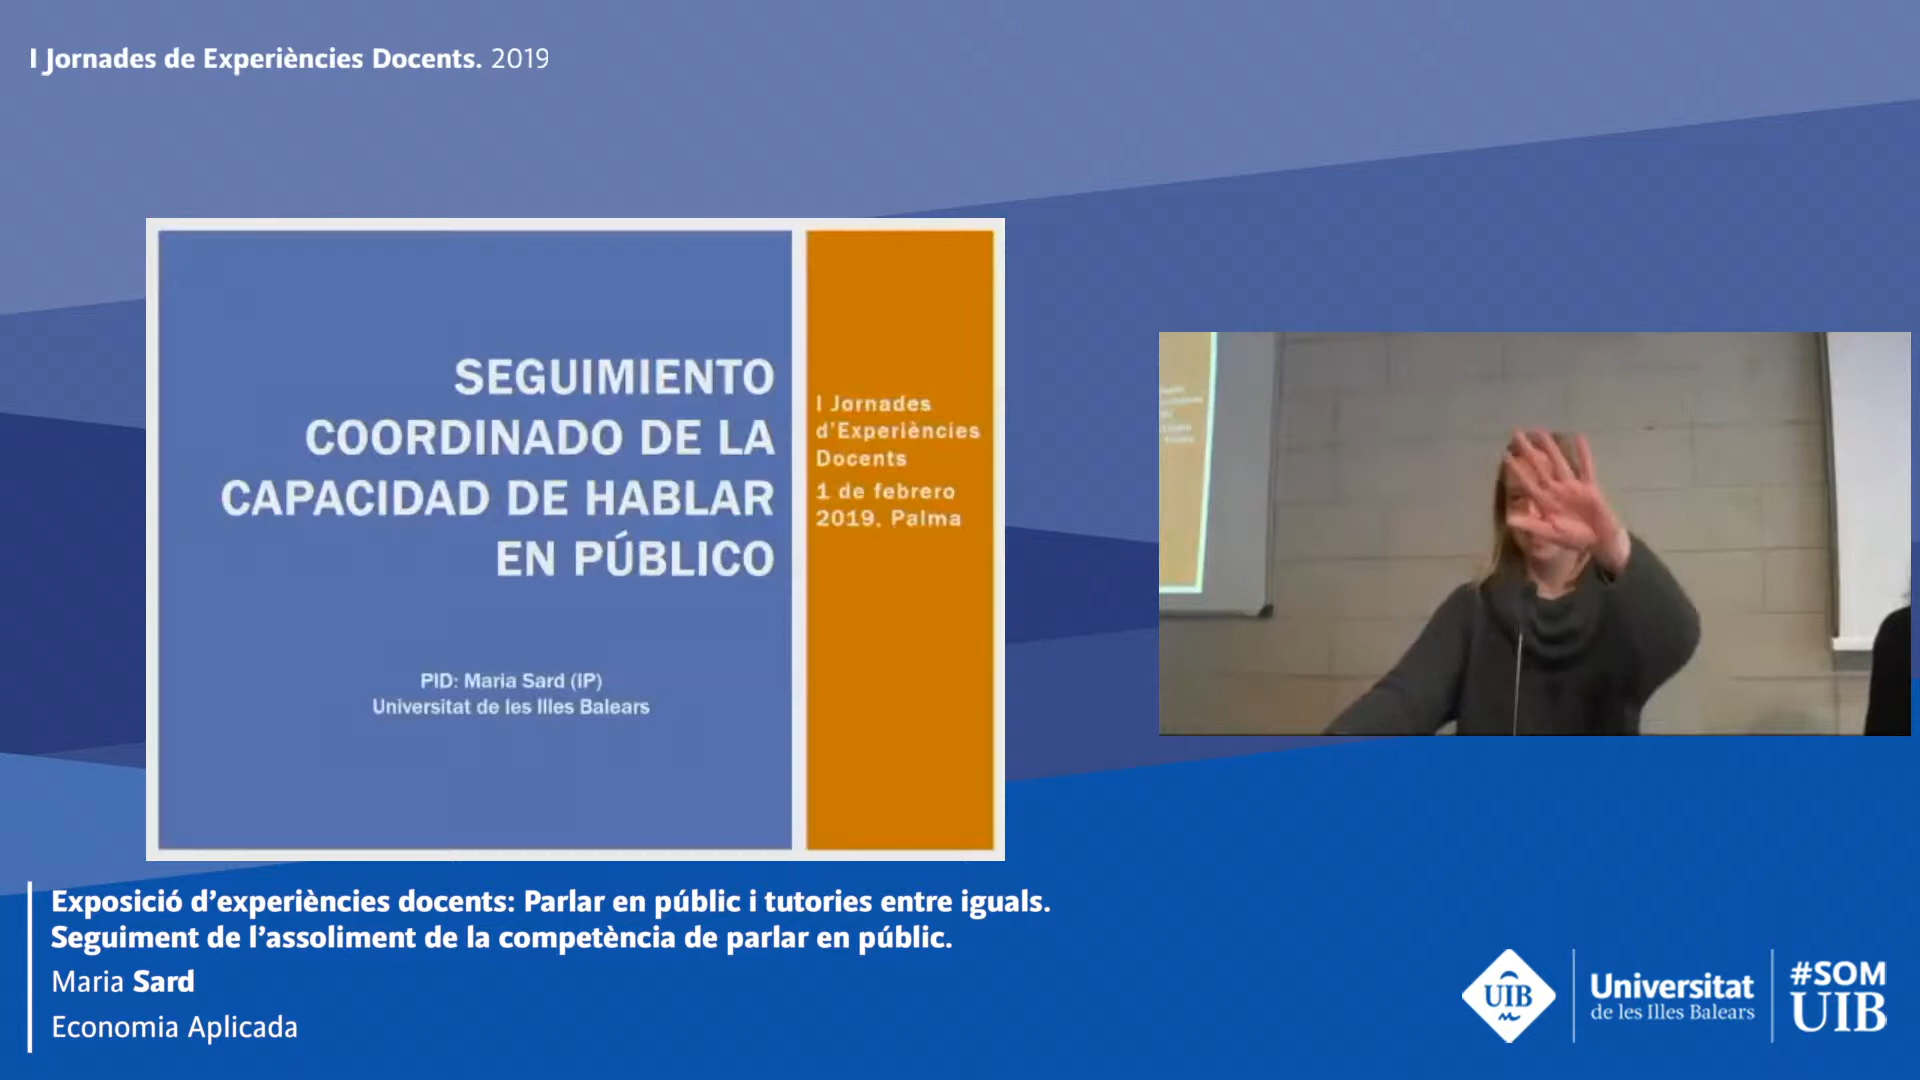 I Jornades de Experiències Docents. 2019
SEGUIMIENTO
COORDINADO DE LA
CAPACIDAD DE HABLAR
EN PÚBLICO
PID: Maria Sard (IP)
Universitat de les Illes Balears
I Jornades
d'Experiències
Docents
1 de febrero
2019. Palma
Exposició d’experiències docents: Parlar en públic i tutories entre iguals.
Seguiment de l’assoliment de la competència de parlar en públic.
Maria Sard
Economia Aplicada
UIB
Universitat
de les Illes Balears
#SOM
UIB